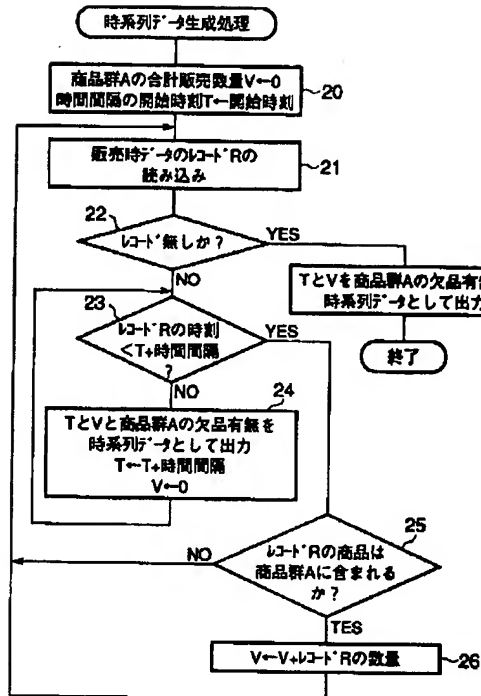 時系列データ生成処理
商品群Aの合計販売数量V←0
時間間隔の開始時刻T←開始時刻
20
販売時データのレコードRの
読み込み
21
22
レコード無しか?
YES
NO
TとVを商品群Aの欠品有無
時系列データとして出力
終了
23
レコードRの時刻
<T+時間間隔
?
YES
NO
24
TとVと商品群Aの欠品有無を
時系列データとして出力
T←T+時間間隔
V←0
25
レコードRの商品は
商品群Aに含まれる
か?
NO
YES
V←V+レコードRの数量
26